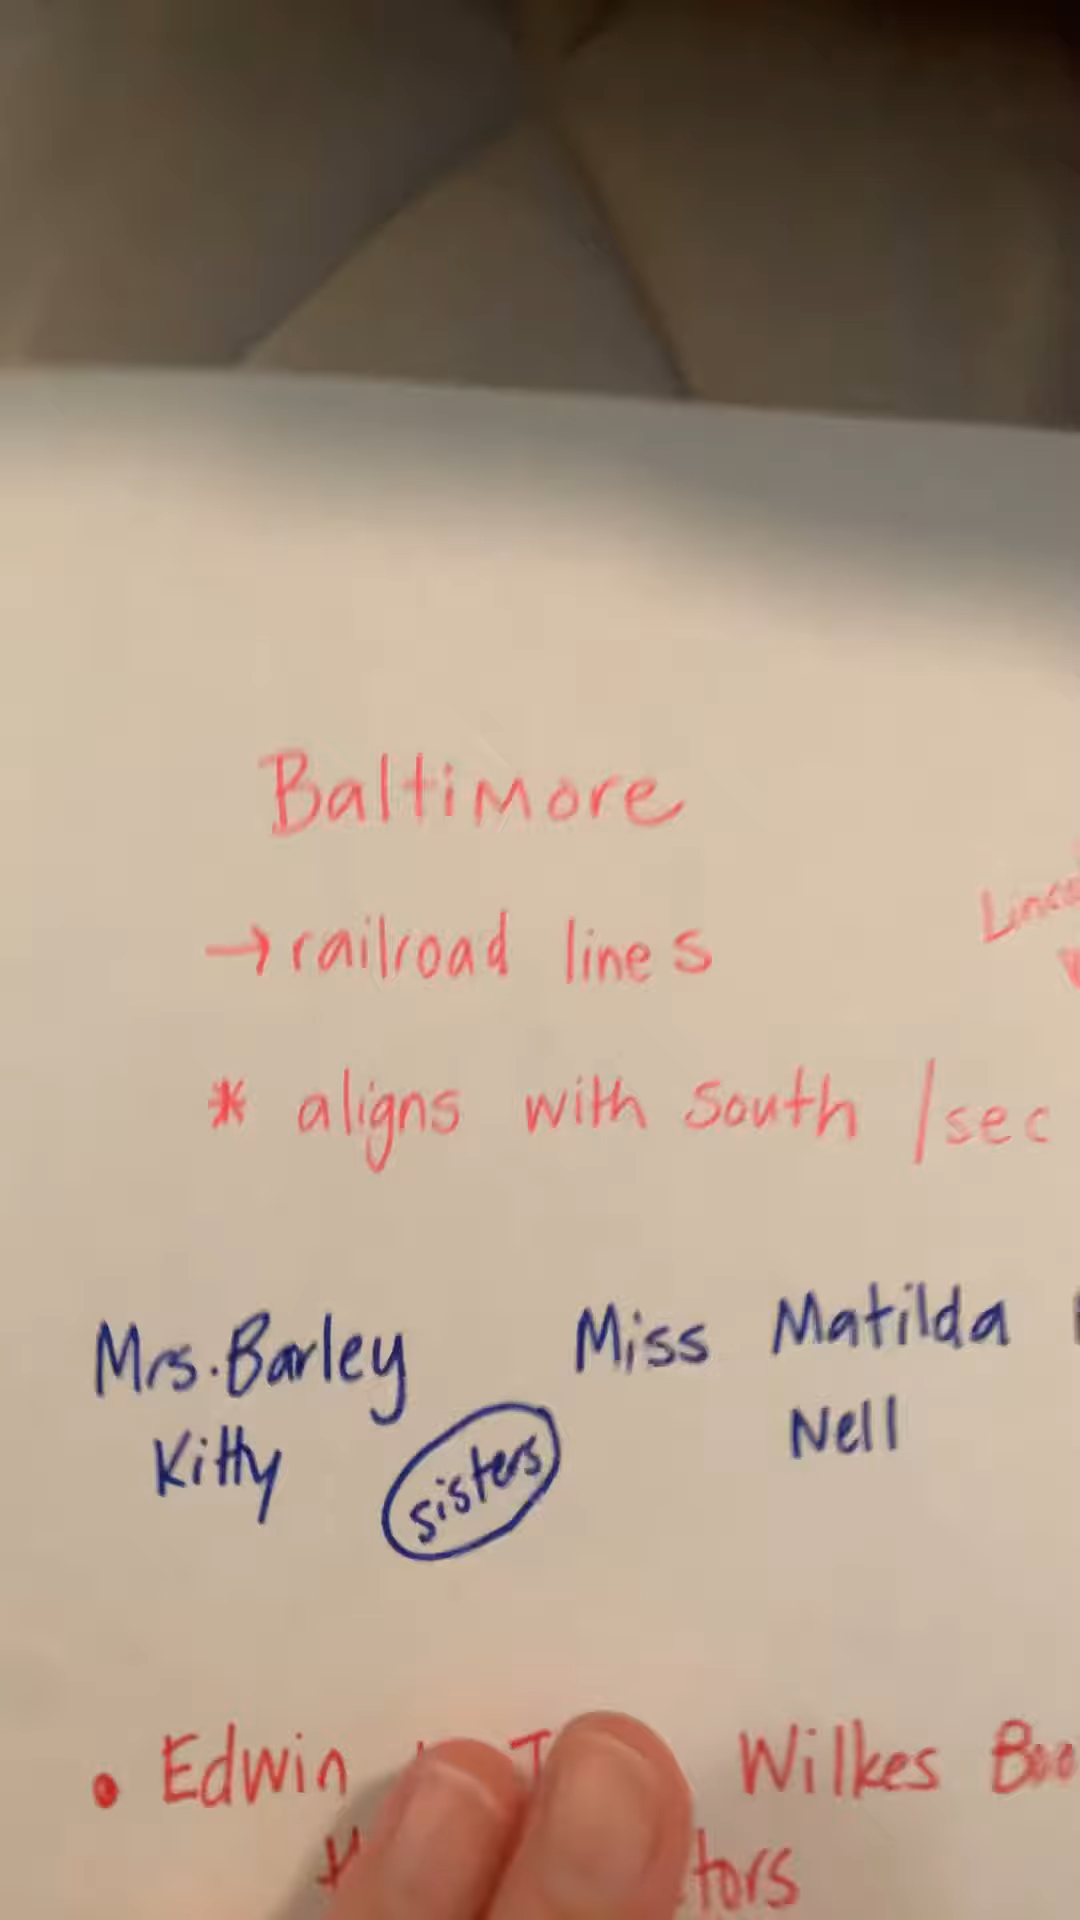 Baltimore
→ railroad lines
* aligns with south /sec
Mrs. Barley Miss Matilda
Kitty Nell
sisters
• Edwin Wilkes